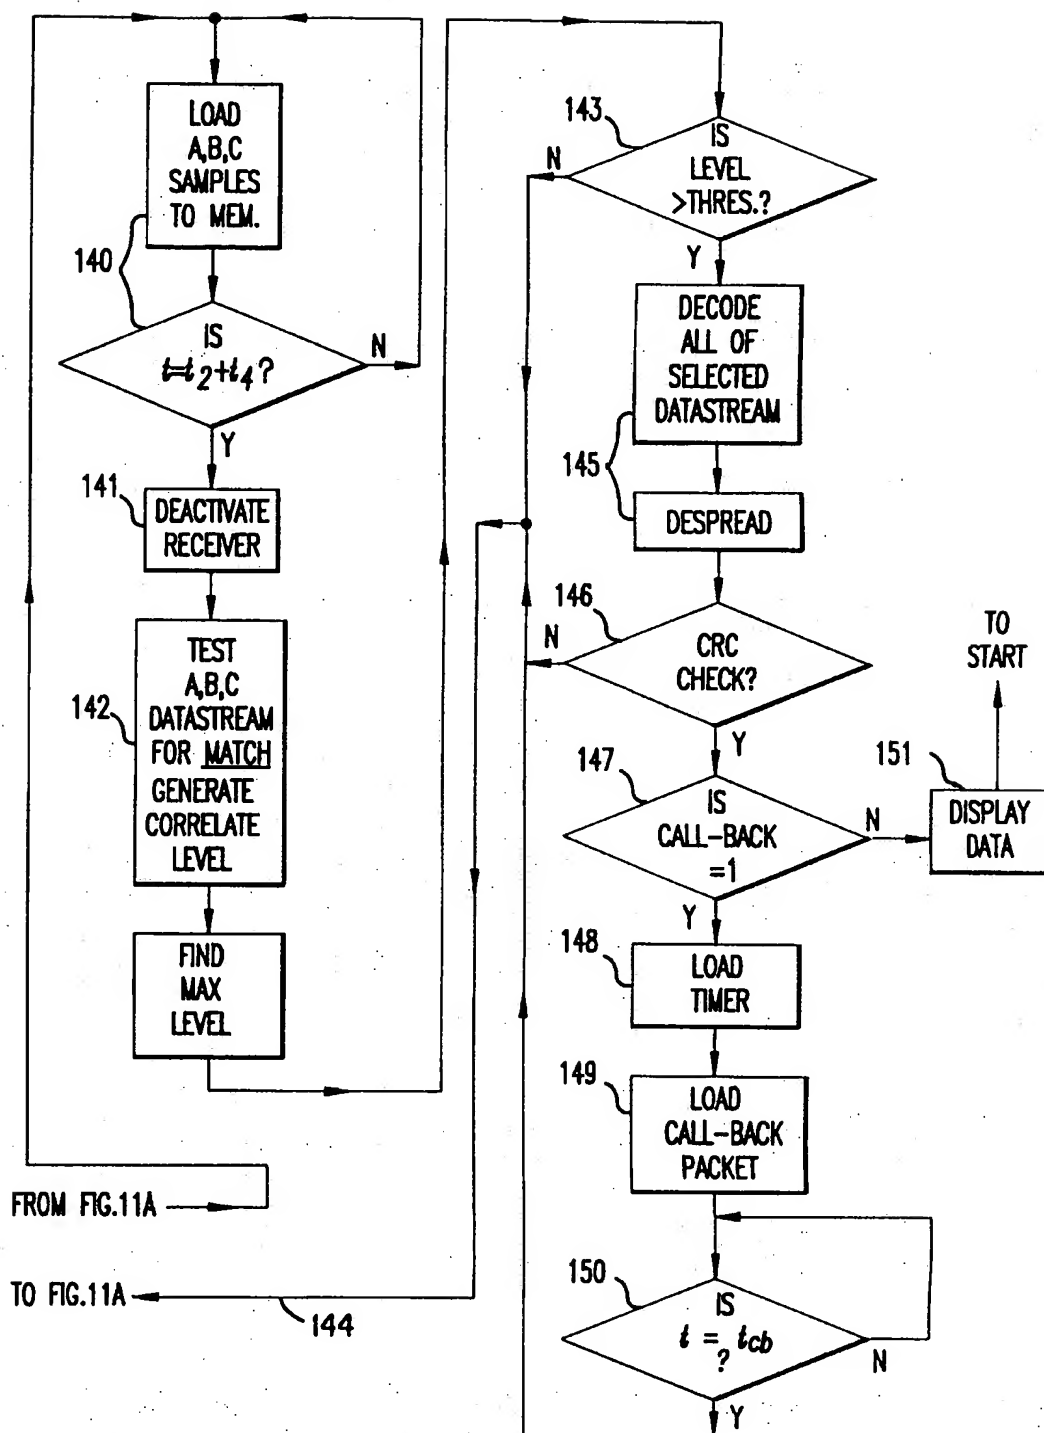 LOAD
A,B,C
SAMPLES
TO MEM.
140
IS
t=t2+t4?
N
Y
141
DEACTIVATE
RECEIVER
142
TEST
A,B,C
DATASTREAM
FOR MATCH
GENERATE
CORRELATE
LEVEL
FIND
MAX
LEVEL
FROM FIG.11A
TO FIG.11A
144
143
IS
LEVEL
>THRES.?
N
Y
DECODE
ALL OF
SELECTED
DATASTREAM
145
DESPREAD
146
CRC
CHECK?
N
Y
147
IS
CALL-BACK
=1
N
Y
151
DISPLAY
DATA
TO
START
148
LOAD
TIMER
149
LOAD
CALL-BACK
PACKET
150
IS
t = tcb
?
N
Y